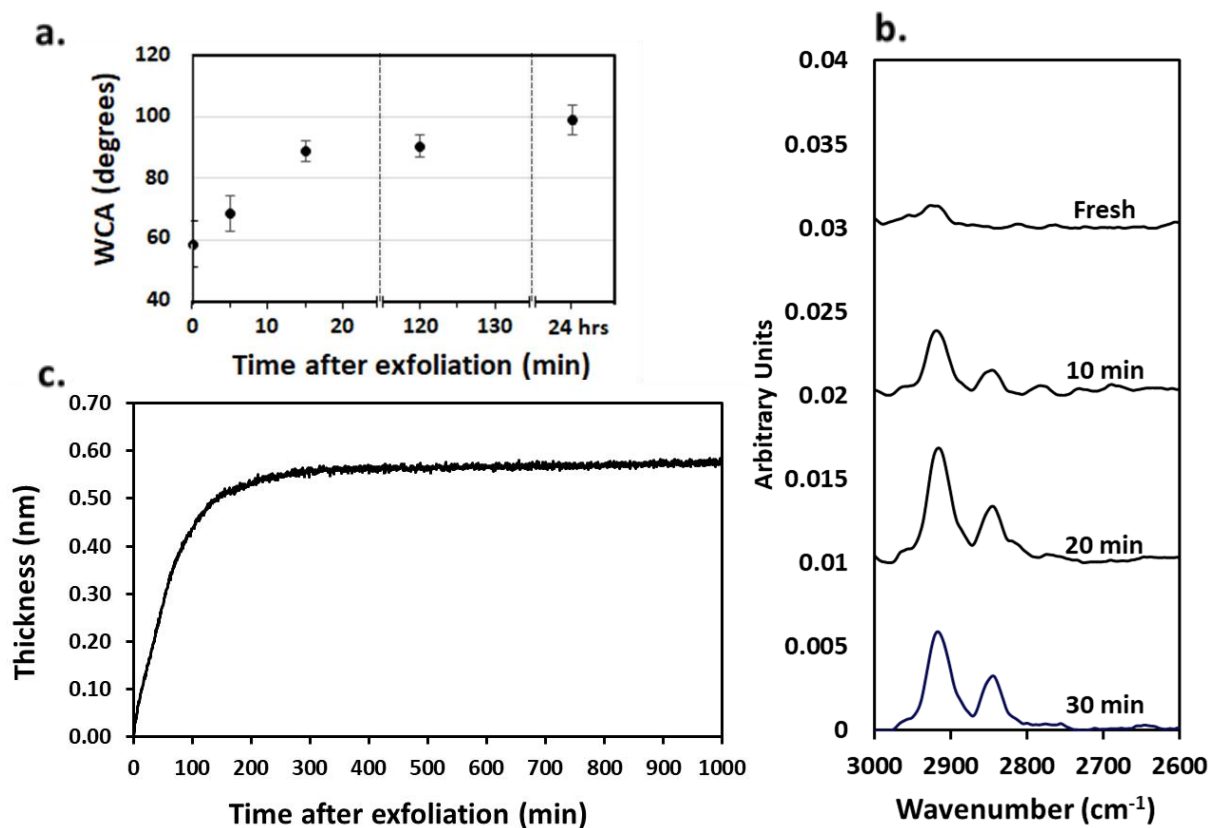 a.
120
100
80
60
40
WCA (degrees)
0 10 20 120 130 24 hrs
Time after exfoliation (min)
b.
0.04
0.035
0.03
0.025
0.02
0.015
0.01
0.005
0
Arbitrary Units
Fresh
10 min
20 min
30 min
3000 2900 2800 2700 2600
Wavenumber (cm⁻¹)
c.
0.70
0.60
0.50
0.40
0.30
0.20
0.10
0.00
Thickness (nm)
0 100 200 300 400 500 600 700 800 900 1000
Time after exfoliation (min)